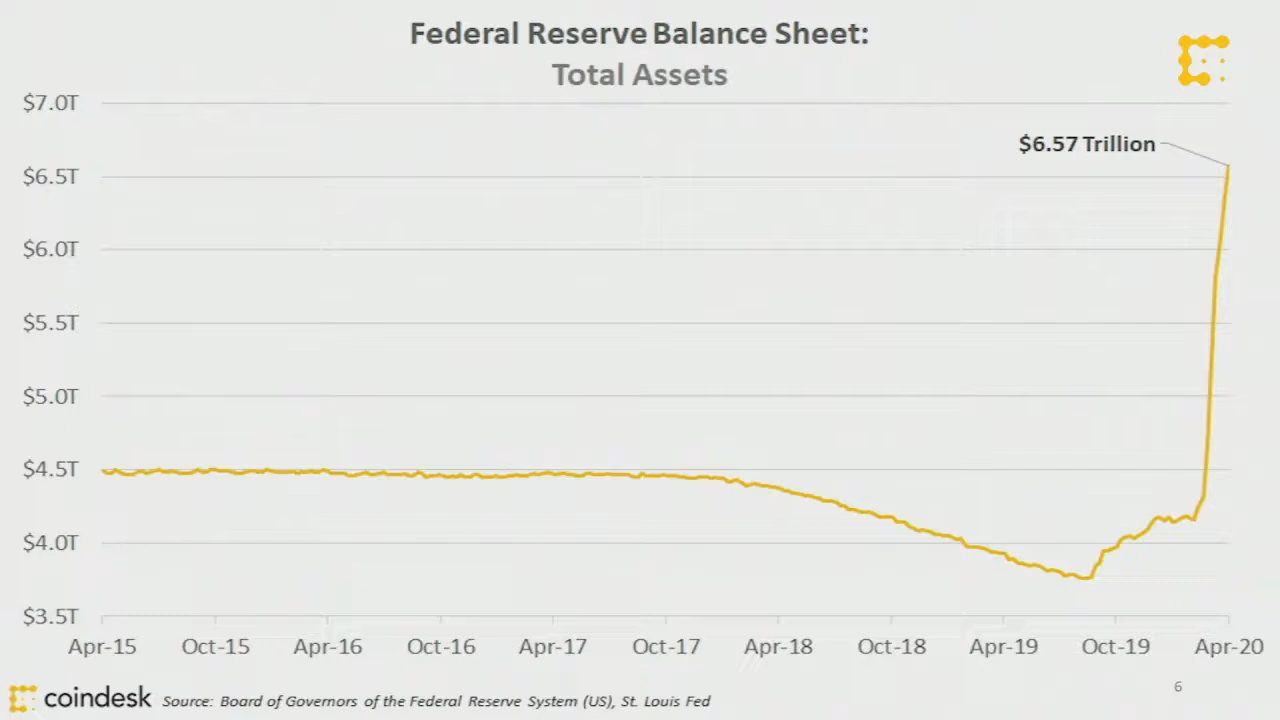 Federal Reserve Balance Sheet:
Total Assets
$7.0T
$6.57 Trillion
$6.5T
$6.0T
$5.5T
$5.0T
$4.5T
$4.0T
$3.5T
Apr-15 Oct-15 Apr-16 Oct-16 Apr-17 Oct-17 Apr-18 Oct-18 Apr-19 Oct-19 Apr-20
6
coindesk Source: Board of Governors of the Federal Reserve System (US), St. Louis Fed